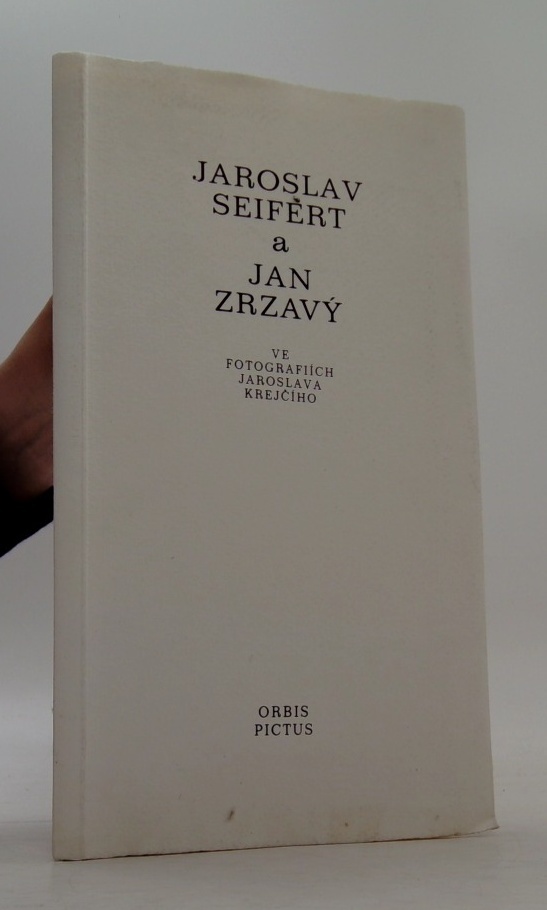 JAROSLAV
SEIFERT
a
JAN
ZRZAVÝ
VE
FOTOGRAFIÍCH
JAROSLAVA
KREJČÍHO
ORBIS
PICTUS